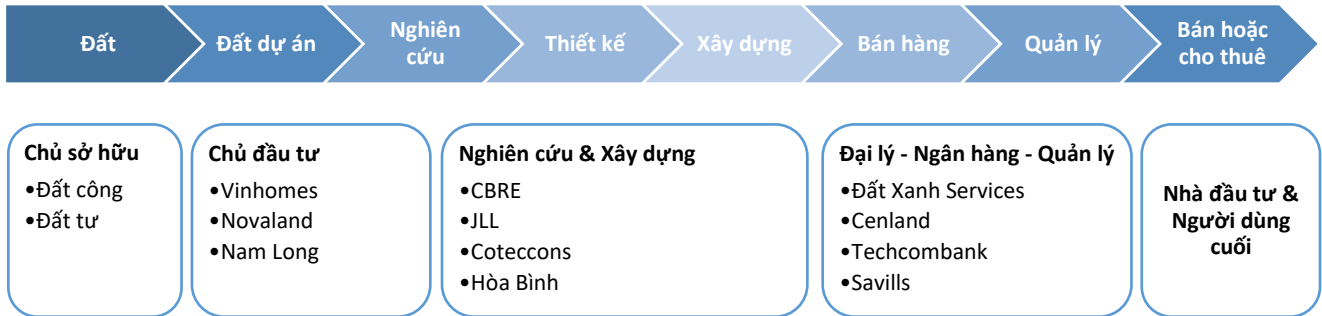 Đất
Đất dự án
Nghiên
cứu
Thiết kế
Xây dựng
Bán hàng
Quản lý
Bán hoặc
cho thuê
Chủ sở hữu
•Đất công
•Đất tư
Chủ đầu tư
•Vinhomes
•Novaland
•Nam Long
Nghiên cứu & Xây dựng
•CBRE
•JLL
•Coteccons
•Hòa Bình
Đại lý - Ngân hàng - Quản lý
•Đất Xanh Services
•Cenland
•Techcombank
•Savills
Nhà đầu tư &
Người dùng
cuối